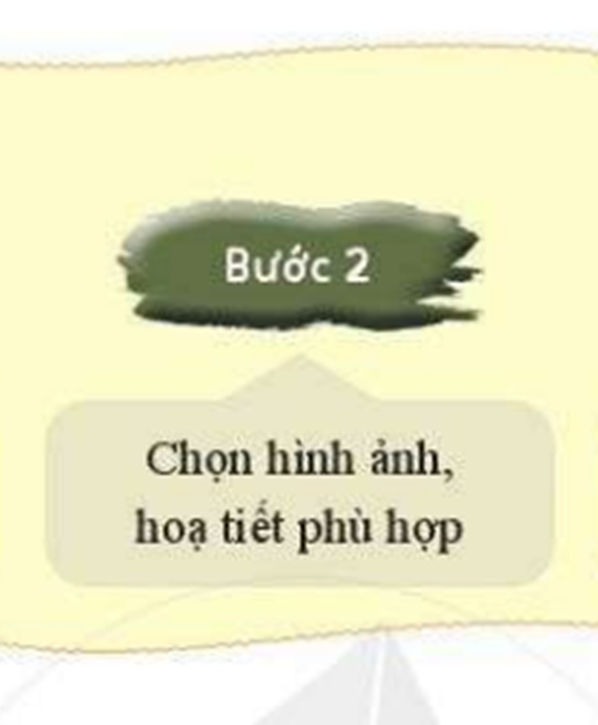 Bước 2
Chọn hình ảnh,
hoạ tiết phù hợp